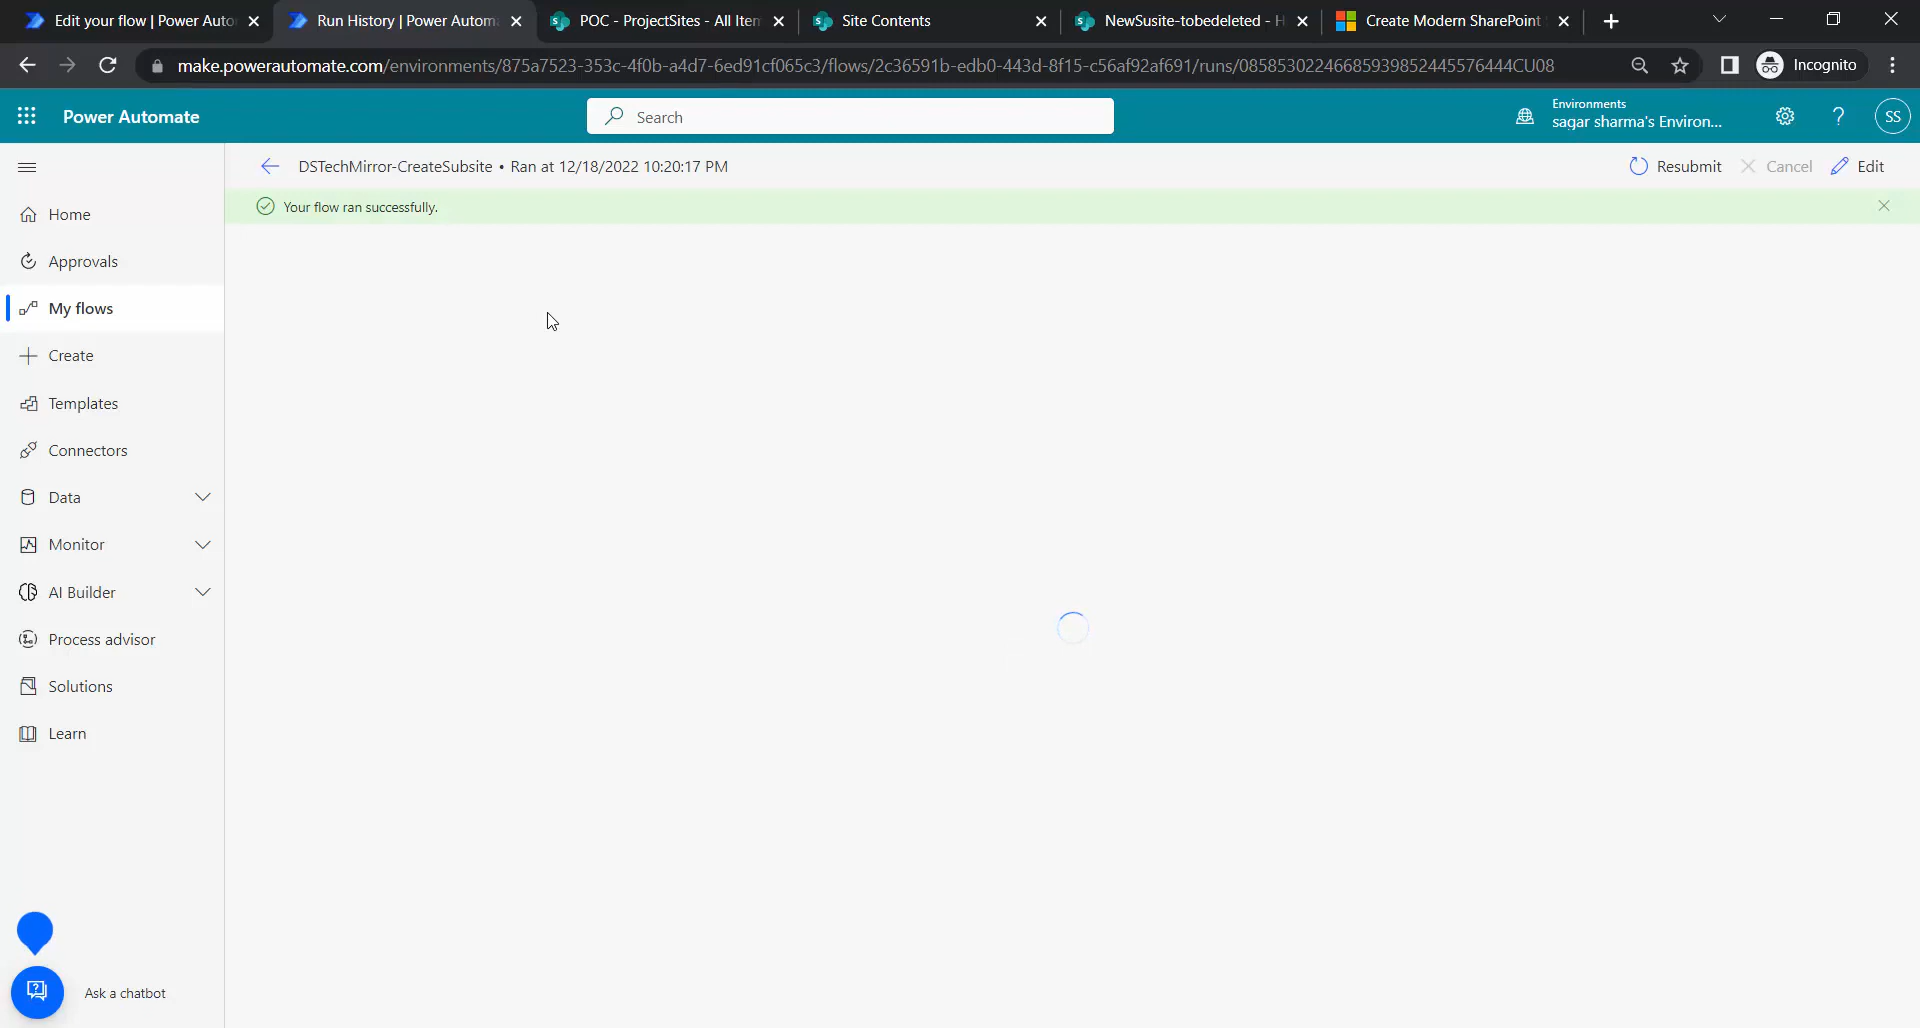 Edit your flow | Power Auto
Run History | Power Autom
POC - ProjectSites - All Iten
Site Contents
NewSusite-tobedeleted - H
Create Modern SharePoint
make.powerautomate.com/environments/875a7523-353c-4f0b-a4d7-6ed91cf065c3/flows/2c36591b-edb0-443d-8f15-c56af92af691/runs/08585302246685939852445576444CU08
Incognito
Power Automate
Search
Environments
sagar sharma's Environ...
SS
DSTechMirror-CreateSubsite • Ran at 12/18/2022 10:20:17 PM
Resubmit
Cancel
Edit
Your flow ran successfully.
Home
Approvals
My flows
Create
Templates
Connectors
Data
Monitor
AI Builder
Process advisor
Solutions
Learn
Ask a chatbot